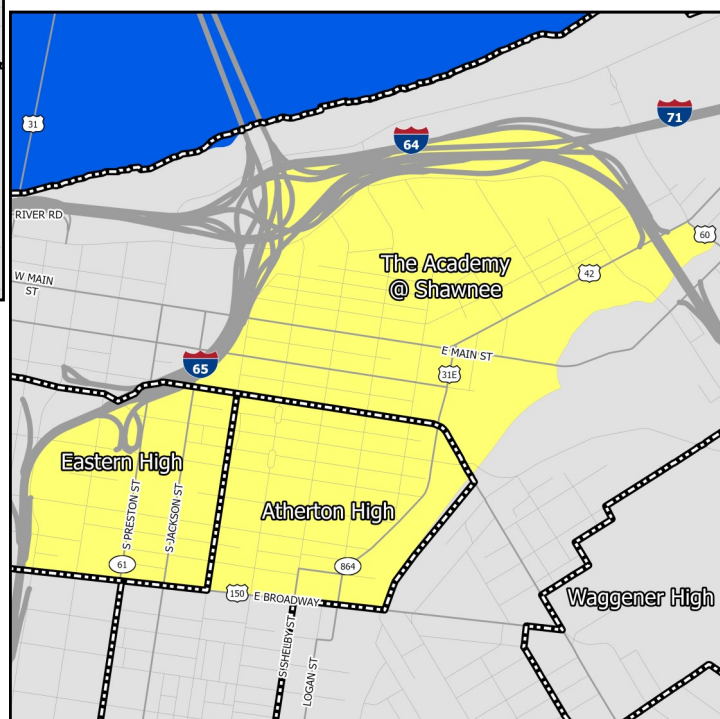 31
71
64
RIVER RD
60
The Academy
@ Shawnee
42
W MAIN
ST
E MAIN ST
65
31E
Eastern High
S PRESTON ST
S JACKSON ST
Atherton High
61
864
150
E BROADWAY
Waggener High
S SHELBY ST
LOGAN ST